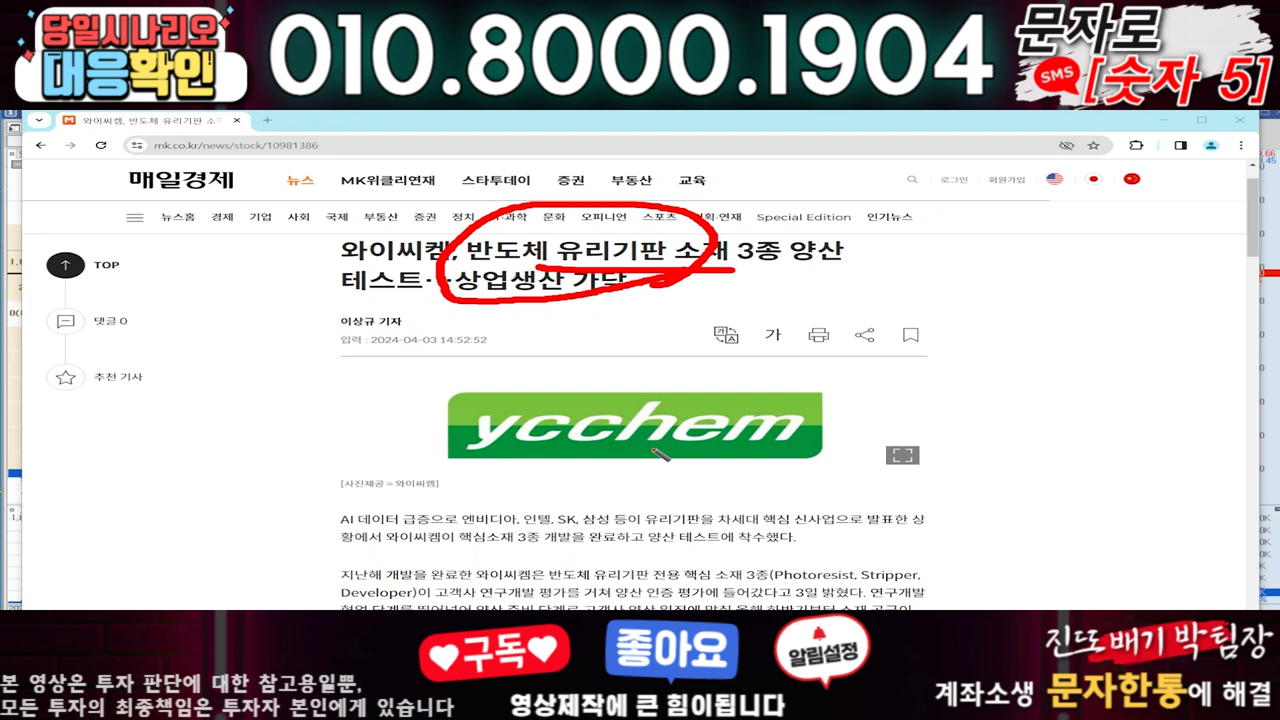 당일시나리오
대응확인
010.8000.1904
문자로
SMS [숫자 5]
와이씨켐, 반도체 유리기판 소재
mk.co.kr/news/stock/10981386
매일경제
뉴스 MK위클리연재 스타투데이 증권 부동산 교육
로그인 회원가입
뉴스홈 경제 기업 사회 국제 부동산 증권 정치 과학 문화 오피니언 스포츠 연재 Special Edition 인기뉴스
TOP
댓글 0
추천 기사
와이씨켐, 반도체 유리기판 소재 3종 양산
테스트··상업생산 가닥
이상규 기자
입력 : 2024-04-03 14:52:52
가
ycchem
[사진제공 = 와이씨켐]
AI 데이터 급증으로 엔비디아, 인텔, SK, 삼성 등이 유리기판을 차세대 핵심 신사업으로 발표한 상
황에서 와이씨켐이 핵심소재 3종 개발을 완료하고 양산 테스트에 착수했다.
지난해 개발을 완료한 와이씨켐은 반도체 유리기판 전용 핵심 소재 3종(Photoresist, Stripper,
Developer)이 고객사 연구개발 평가를 거쳐 양산 인증 평가에 들어갔다고 3일 밝혔다. 연구개발
구독
좋아요
알림설정
영상제작에 큰 힘이됩니다
본 영상은 투자 판단에 대한 참고용일뿐,
모든 투자의 최종책임은 투자자 본인에게 있습니다
진또배기 박팀장
계좌소생 문자한통에 해결